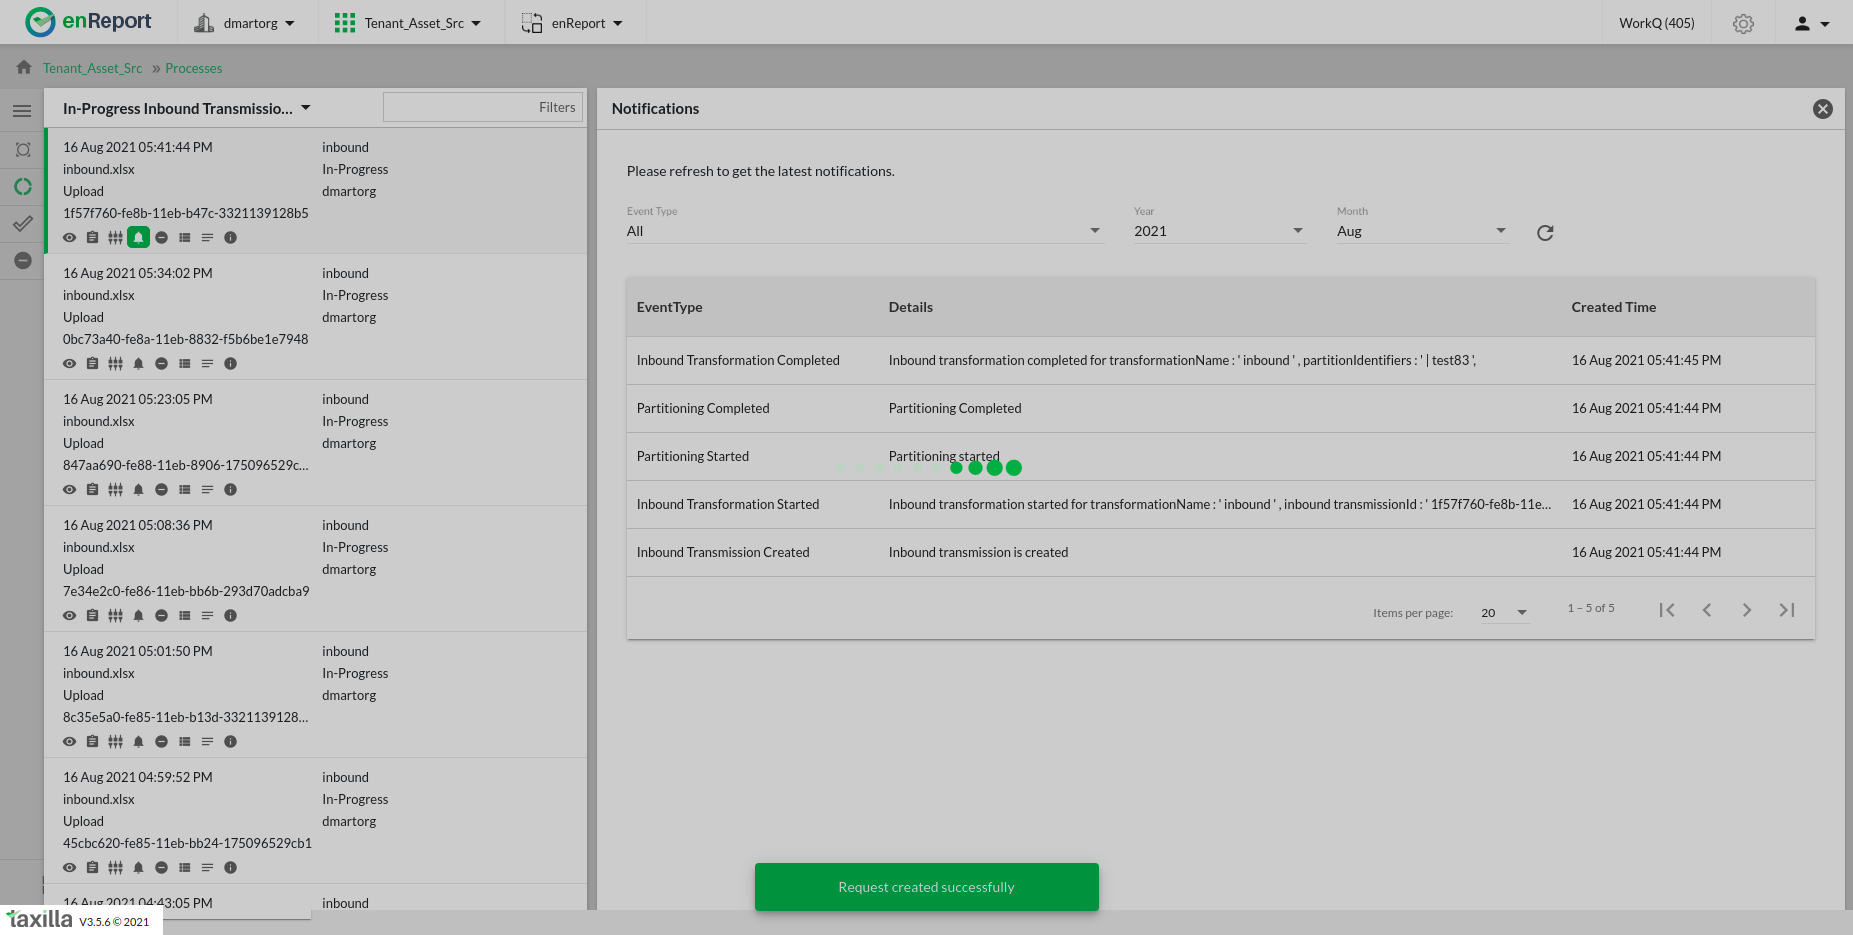 enReport
dmartorg
Tenant_Asset_Src
enReport
WorkQ (405)
Tenant_Asset_Src » Processes
In-Progress Inbound Transmissio...
Filters
16 Aug 2021 05:41:44 PM inbound
inbound.xlsx In-Progress
Upload dmartorg
1f57f760-fe8b-11eb-b47c-3321139128b5
16 Aug 2021 05:34:02 PM inbound
inbound.xlsx In-Progress
Upload dmartorg
0bc73a40-fe8a-11eb-8832-f5b6be1e7948
16 Aug 2021 05:23:05 PM inbound
inbound.xlsx In-Progress
Upload dmartorg
847aa690-fe88-11eb-8906-175096529c...
16 Aug 2021 05:08:36 PM inbound
inbound.xlsx In-Progress
Upload dmartorg
7e34e2c0-fe86-11eb-bb6b-293d70adcba9
16 Aug 2021 05:01:50 PM inbound
inbound.xlsx In-Progress
Upload dmartorg
8c35e5a0-fe85-11eb-b13d-3321139128...
16 Aug 2021 04:59:52 PM inbound
inbound.xlsx In-Progress
Upload dmartorg
45cbc620-fe85-11eb-bb24-175096529cb1
16 Aug 2021 04:43:05 PM inbound
Notifications
Please refresh to get the latest notifications.
Event Type Year Month
All 2021 Aug
EventType Details Created Time
Inbound Transformation Completed Inbound transformation completed for transformationName : ' inbound ' , partitionIdentifiers : ' | test83 ', 16 Aug 2021 05:41:45 PM
Partitioning Completed Partitioning Completed 16 Aug 2021 05:41:44 PM
Partitioning Started Partitioning started 16 Aug 2021 05:41:44 PM
Inbound Transformation Started Inbound transformation started for transformationName : ' inbound ' , inbound transmissionId : ' 1f57f760-fe8b-11e... 16 Aug 2021 05:41:44 PM
Inbound Transmission Created Inbound transmission is created 16 Aug 2021 05:41:44 PM
Items per page: 20 1 – 5 of 5
Request created successfully
taxilla V3.5.6 © 2021